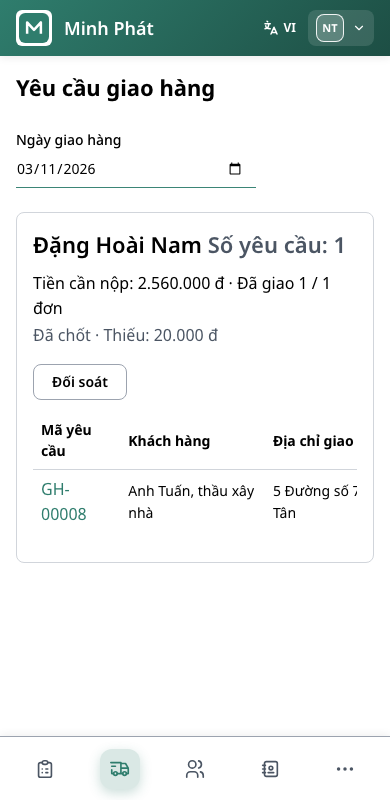 Minh Phát
VI
NT
Yêu cầu giao hàng
Ngày giao hàng
03/11/2026
Đặng Hoài Nam Số yêu cầu: 1
Tiền cần nộp: 2.560.000 đ · Đã giao 1 / 1
đơn
Đã chốt · Thiếu: 20.000 đ
Đối soát
Mã yêu
cầu
Khách hàng
Địa chỉ giao
GH-
00008
Anh Tuấn, thầu xây
nhà
5 Đường số 7
Tân